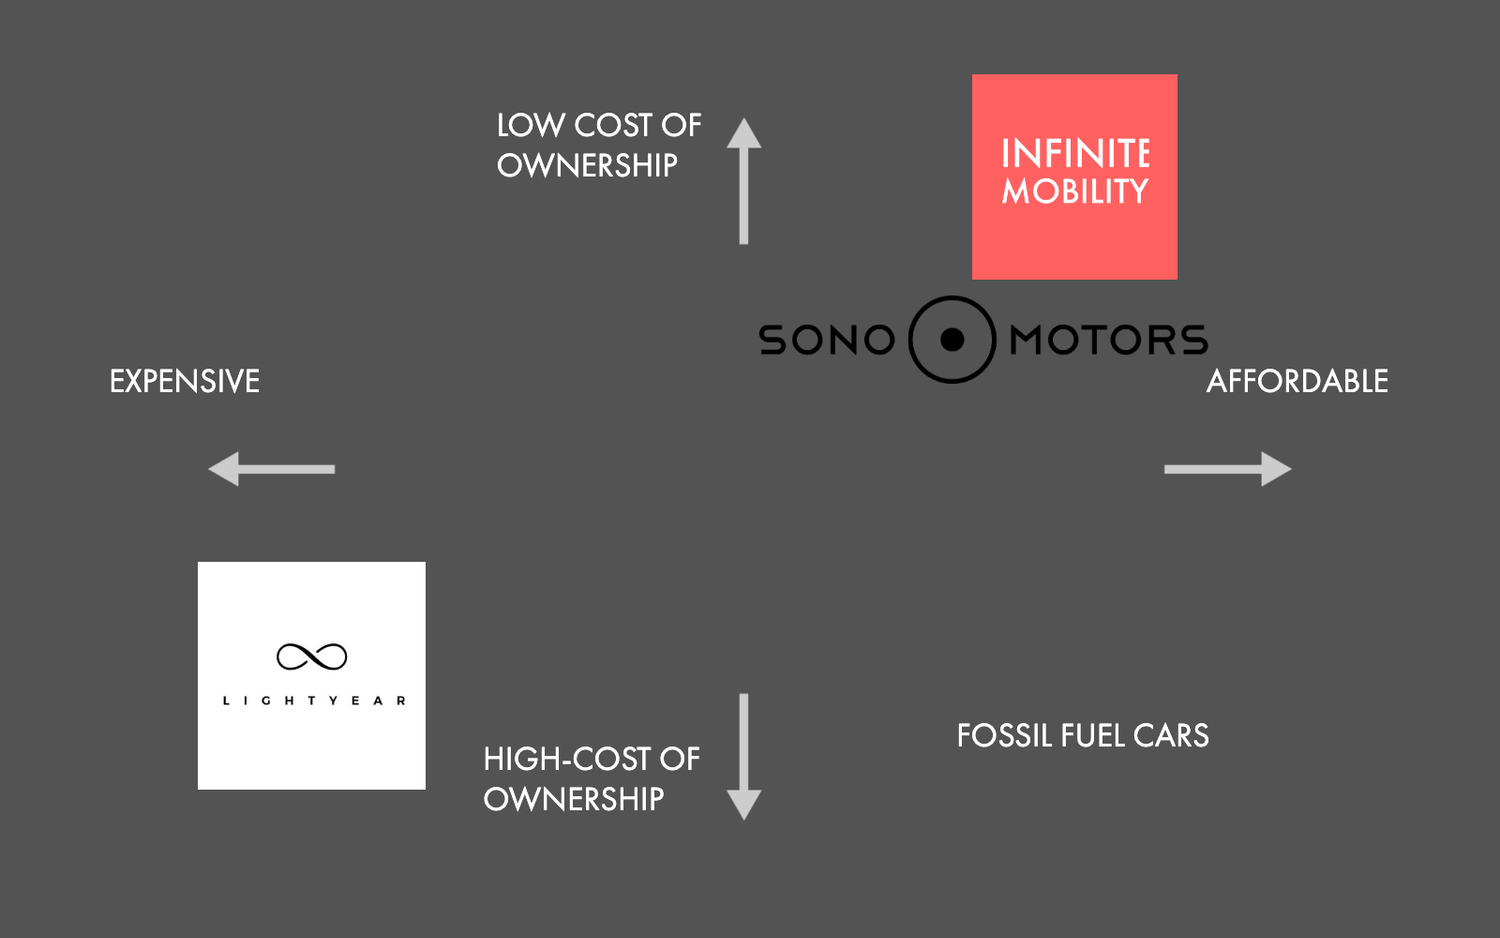 LOW COST OF
OWNERSHIP
INFINITE
MOBILITY
SONO MOTORS
EXPENSIVE
AFFORDABLE
LIGHTYEAR
HIGH-COST OF
OWNERSHIP
FOSSIL FUEL CARS